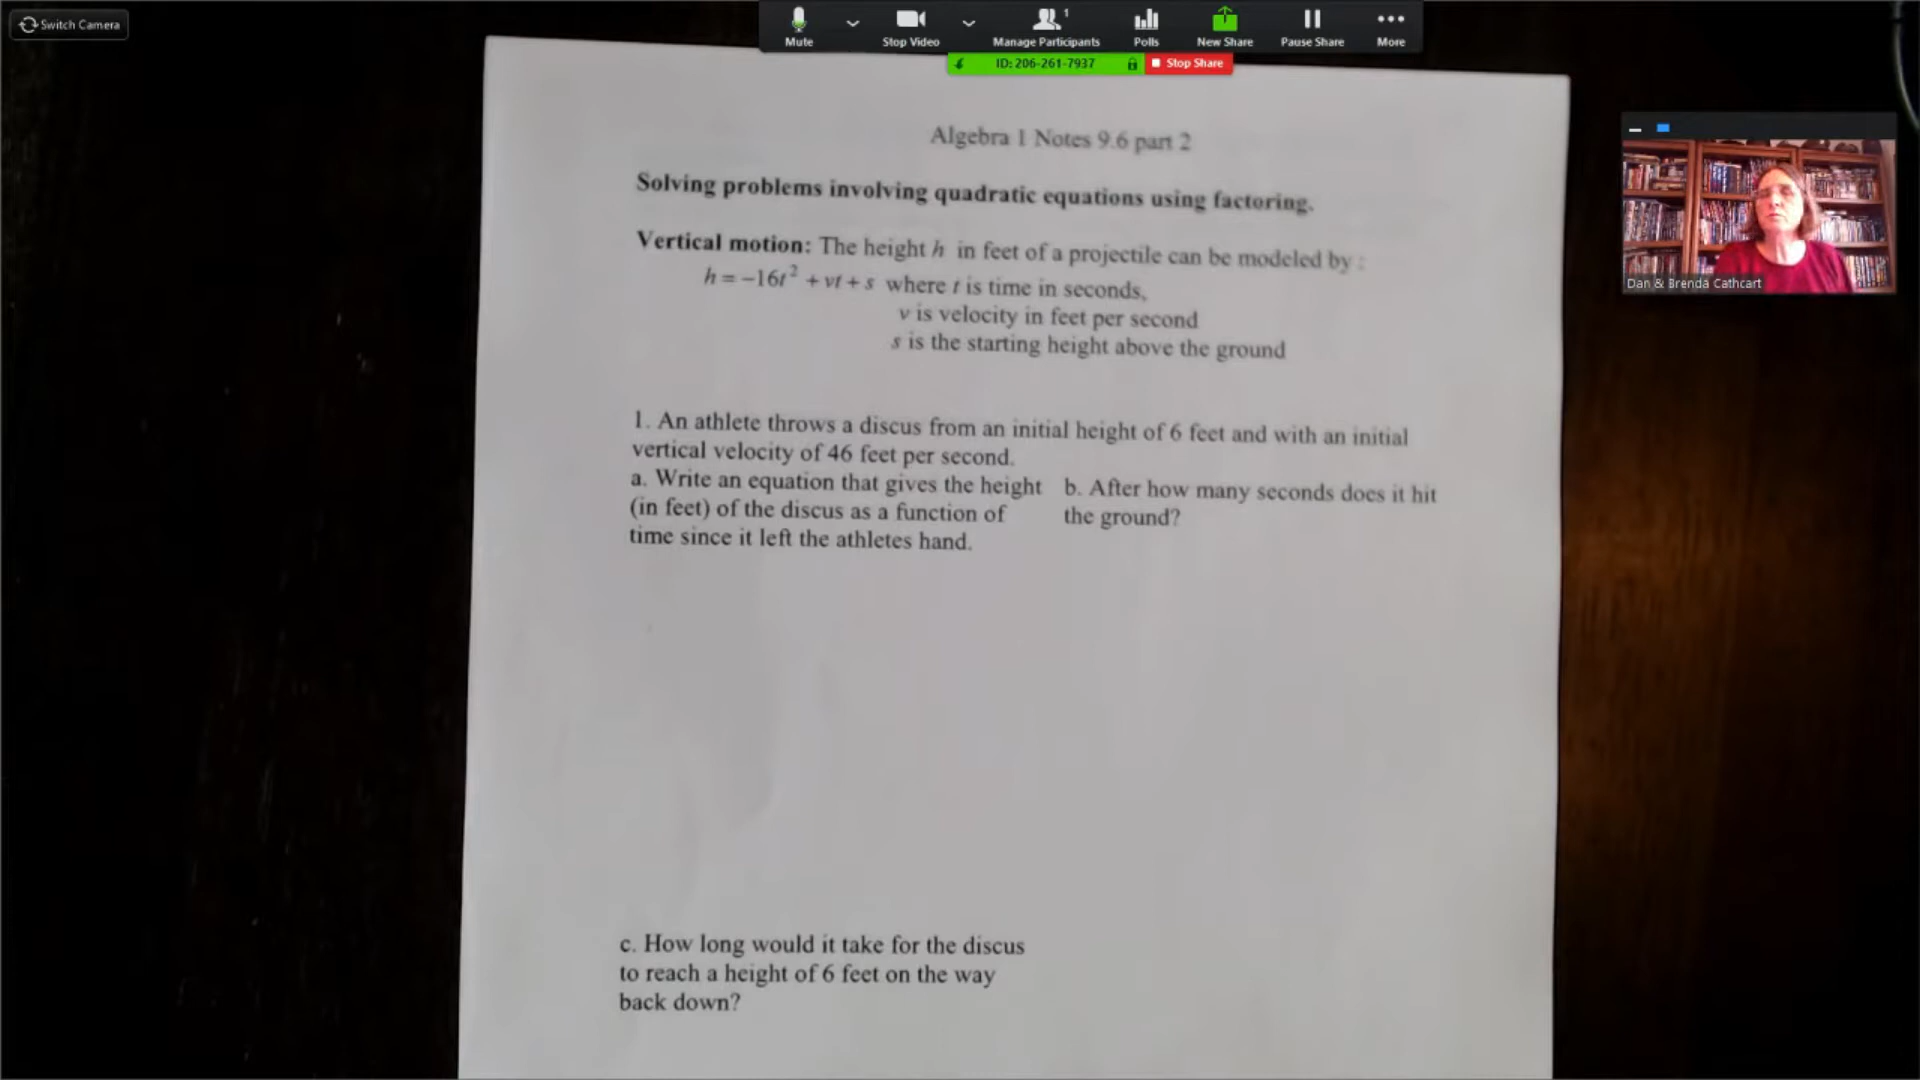 Switch Camera
Mute
Stop Video
Manage Participants
1
Polls
New Share
Pause Share
More
ID: 206-261-7937
Stop Share
Dan & Brenda Cathcart
Algebra 1 Notes 9.6 part 2
Solving problems involving quadratic equations using factoring.
Vertical motion: The height h in feet of a projectile can be modeled by :
h = −16t² + vt + s where t is time in seconds,
v is velocity in feet per second
s is the starting height above the ground
1. An athlete throws a discus from an initial height of 6 feet and with an initial
vertical velocity of 46 feet per second.
a. Write an equation that gives the height
(in feet) of the discus as a function of
time since it left the athletes hand.
b. After how many seconds does it hit
the ground?
c. How long would it take for the discus
to reach a height of 6 feet on the way
back down?